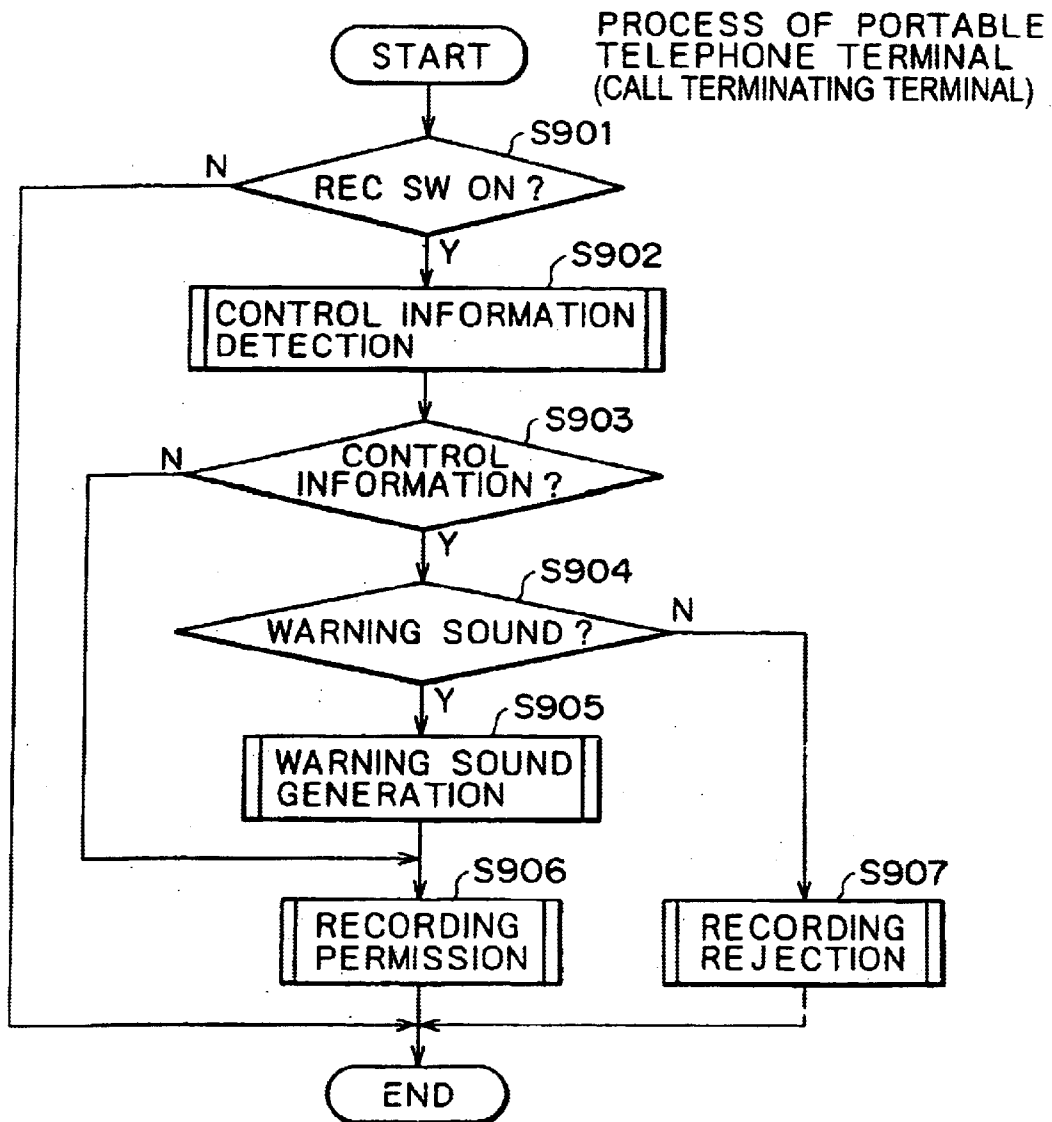 PROCESS OF PORTABLE
TELEPHONE TERMINAL
(CALL TERMINATING TERMINAL)
START
S901
N
REC SW ON ?
Y
S902
CONTROL INFORMATION
DETECTION
S903
N
CONTROL
INFORMATION ?
Y
S904
WARNING SOUND ?
N
Y
S905
WARNING SOUND
GENERATION
S906
RECORDING
PERMISSION
S907
RECORDING
REJECTION
END